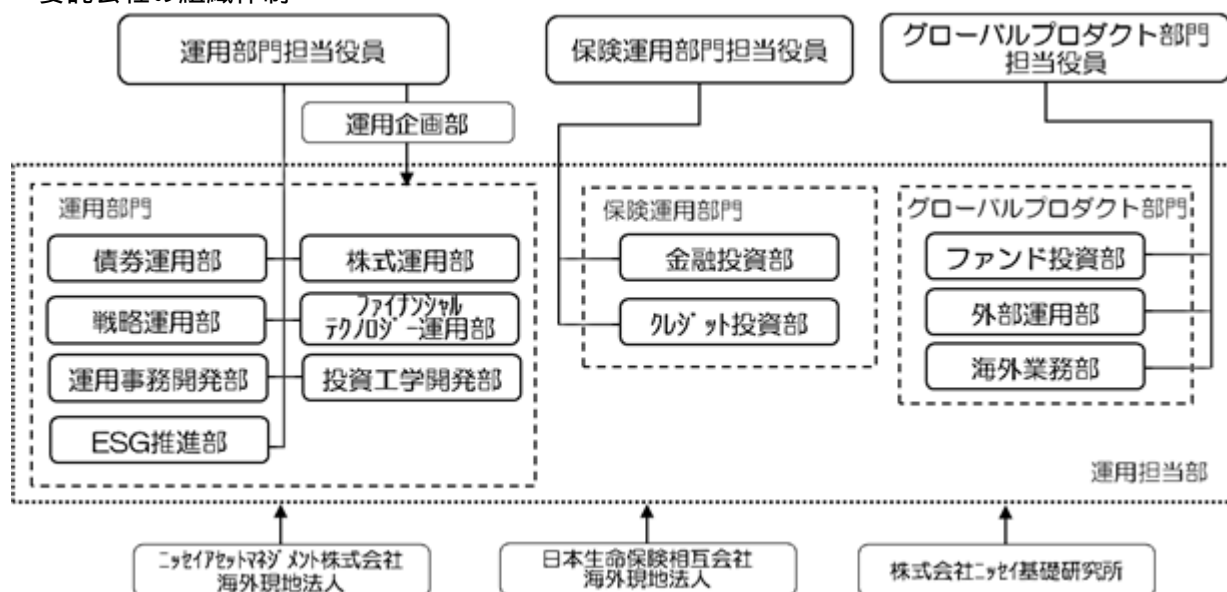 運用部門担当役員
保険運用部門担当役員
グローバルプロダクト部門
担当役員
運用企画部
運用部門
債券運用部
株式運用部
戦略運用部
ファイナンシャル
テクノロジー運用部
運用事務開発部
投資工学開発部
ESG推進部
保険運用部門
金融投資部
クレジット投資部
グローバルプロダクト部門
ファンド投資部
外部運用部
海外業務部
運用担当部
ニッセイアセットマネジメント株式会社
海外現地法人
日本生命保険相互会社
海外現地法人
株式会社ニッセイ基礎研究所